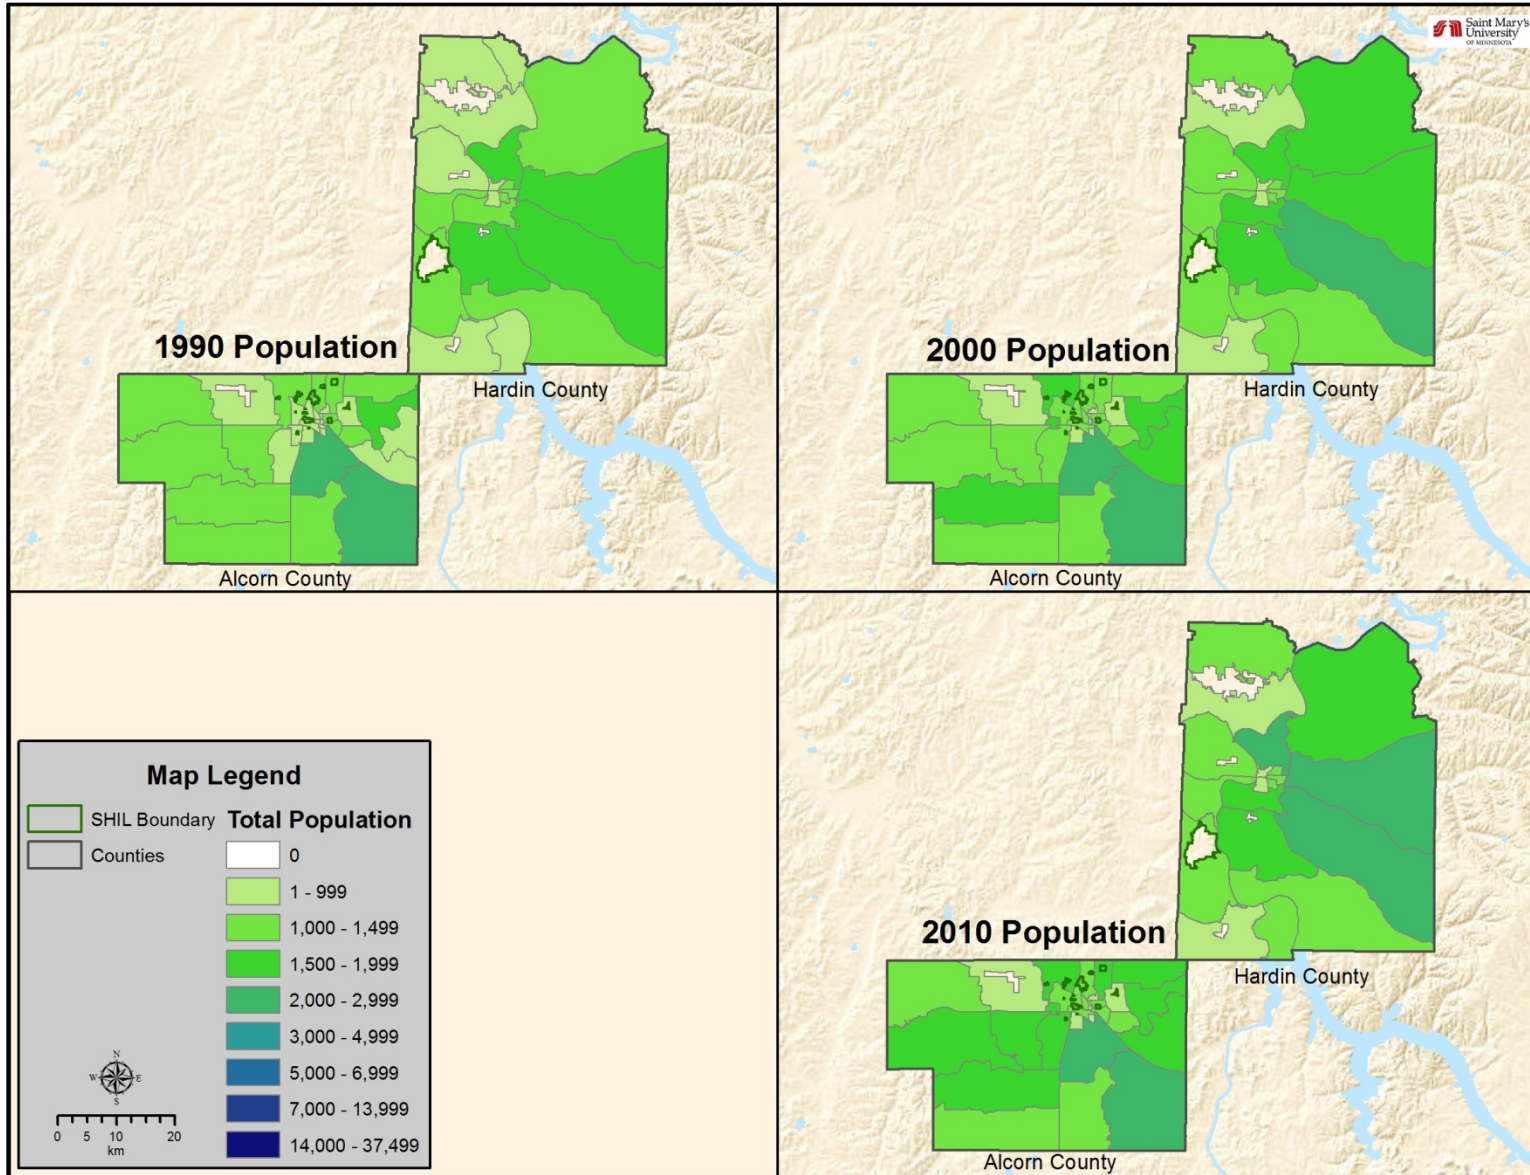 Saint Mary's
University
OF MINNESOTA
1990 Population
Hardin County
Alcorn County
2000 Population
Hardin County
Alcorn County
2010 Population
Hardin County
Alcorn County
Map Legend
SHIL Boundary
Counties
Total Population
0
1 - 999
1,000 - 1,499
1,500 - 1,999
2,000 - 2,999
3,000 - 4,999
5,000 - 6,999
7,000 - 13,999
14,000 - 37,499
N
W E
S
0 5 10 20
km